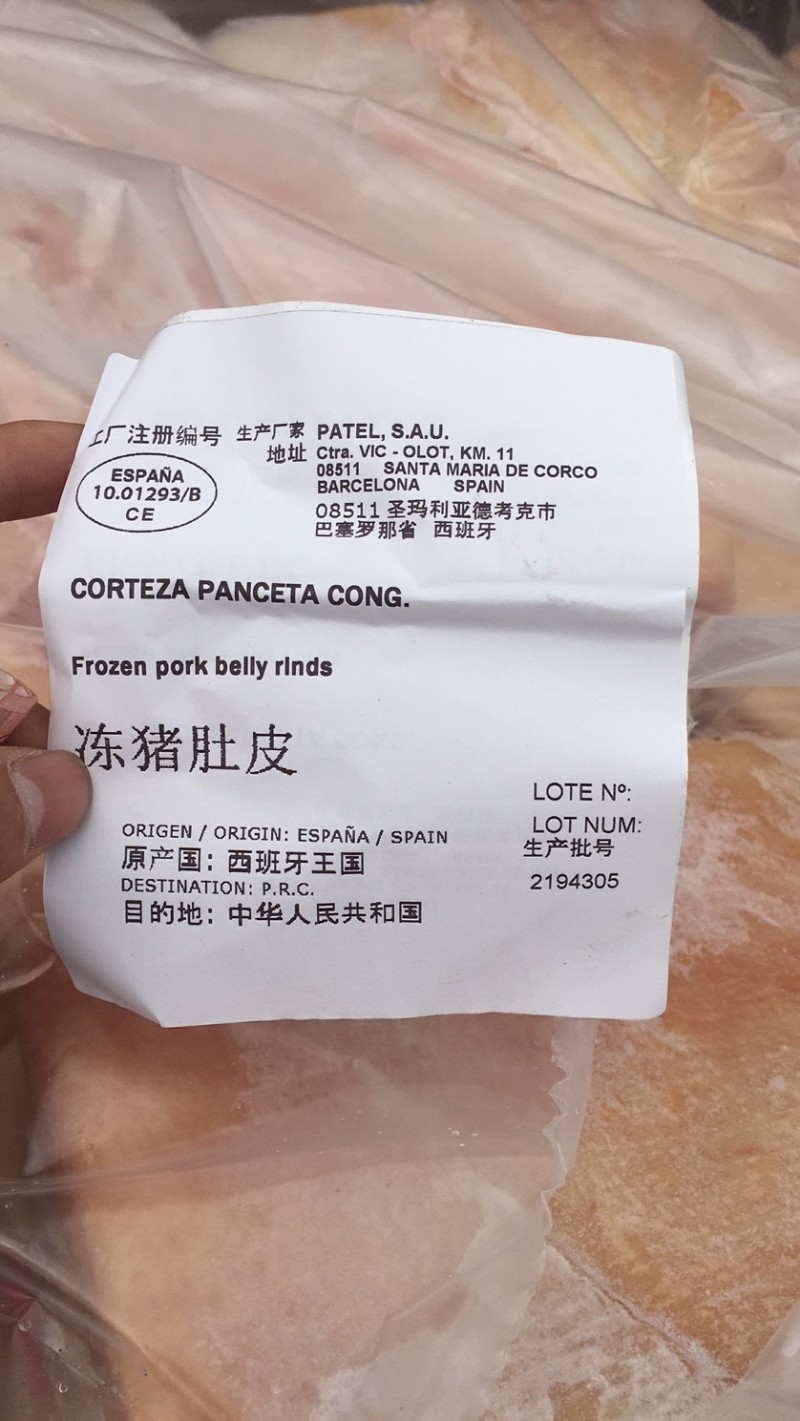 工厂注册编号
ESPAÑA
10.01293/B
CE
生产厂家 PATEL, S.A.U.
地址 Ctra. VIC - OLOT, KM. 11
08511 SANTA MARIA DE CORCO
BARCELONA SPAIN
08511 圣玛利亚德考克市
巴塞罗那省 西班牙
CORTEZA PANCETA CONG.
Frozen pork belly rInds
冻猪肚皮
ORIGEN / ORIGIN: ESPAÑA / SPAIN
原产国: 西班牙王国
DESTINATION: P.R.C.
目的地: 中华人民共和国
LOTE Nº:
LOT NUM:
生产批号
2194305